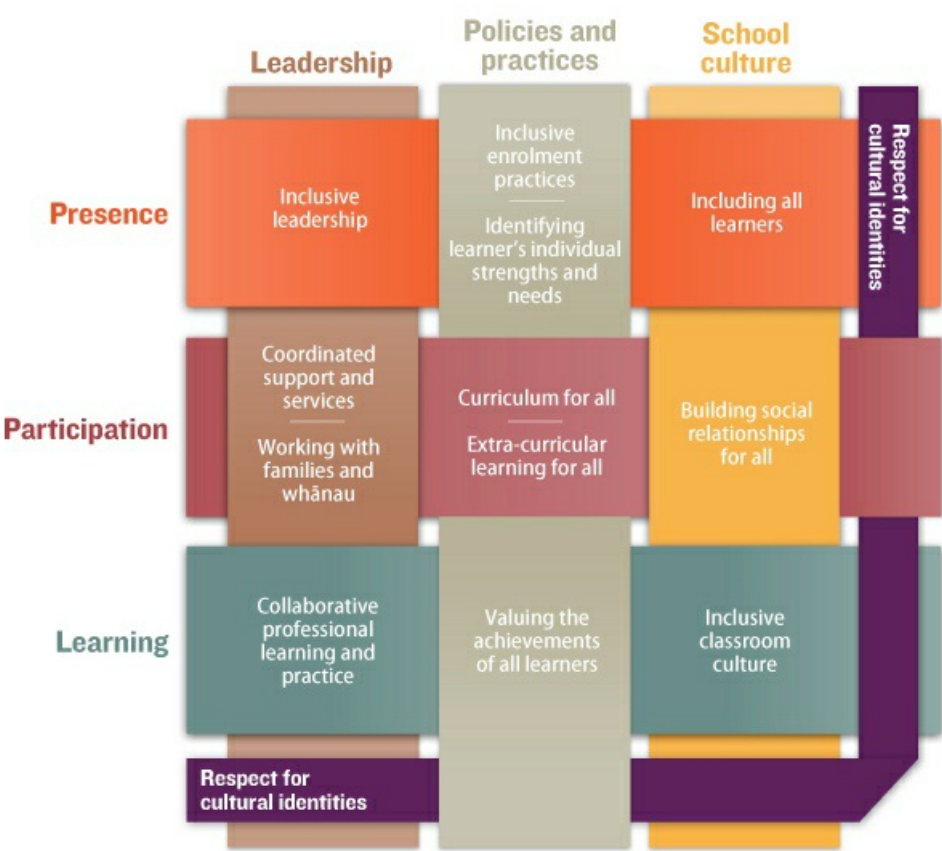 Leadership
Policies and
practices
School
culture
Presence
Inclusive
leadership
Inclusive
enrolment
practices
Identifying
learner's individual
strengths and
needs
Including all
learners
Respect for
cultural identities
Participation
Coordinated
support and
services
Working with
families and
whānau
Curriculum for all
Extra-curricular
learning for all
Building social
relationships
for all
Learning
Collaborative
professional
learning and
practice
Valuing the
achievements
of all learners
Inclusive
classroom
culture
Respect for
cultural identities